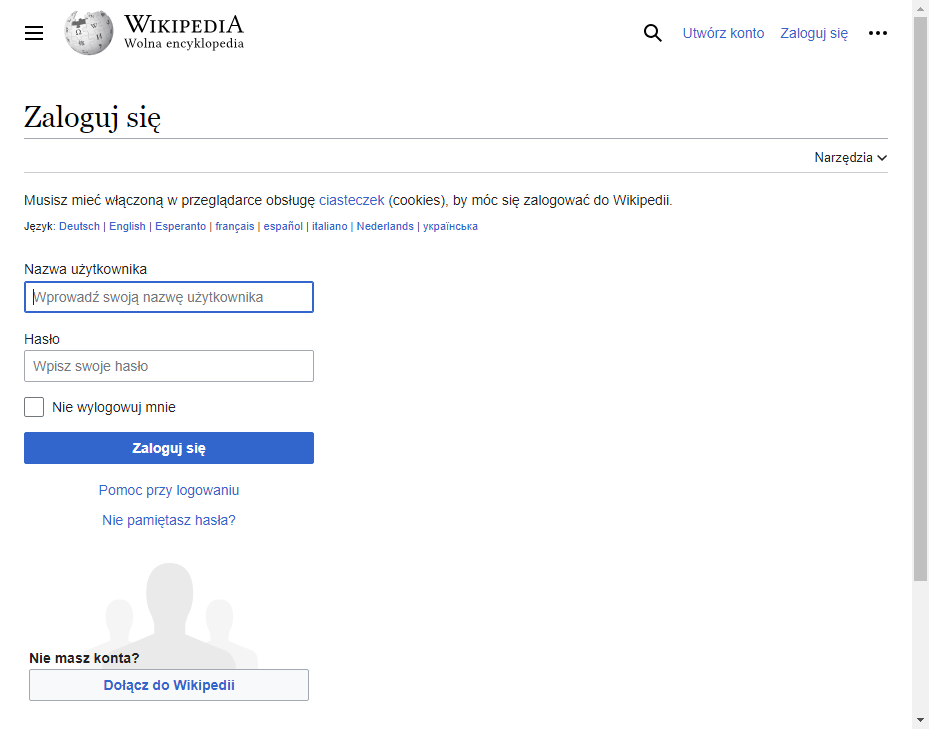 WIKIPEDIA
Wolna encyklopedia
Utwórz konto Zaloguj się
Zaloguj się
Narzędzia
Musisz mieć włączoną w przeglądarce obsługę ciasteczek (cookies), by móc się zalogować do Wikipedii.
Język: Deutsch | English | Esperanto | français | español | italiano | Nederlands | українська
Nazwa użytkownika
Wprowadź swoją nazwę użytkownika
Hasło
Wpisz swoje hasło
Nie wylogowuj mnie
Zaloguj się
Pomoc przy logowaniu
Nie pamiętasz hasła?
Nie masz konta?
Dołącz do Wikipedii